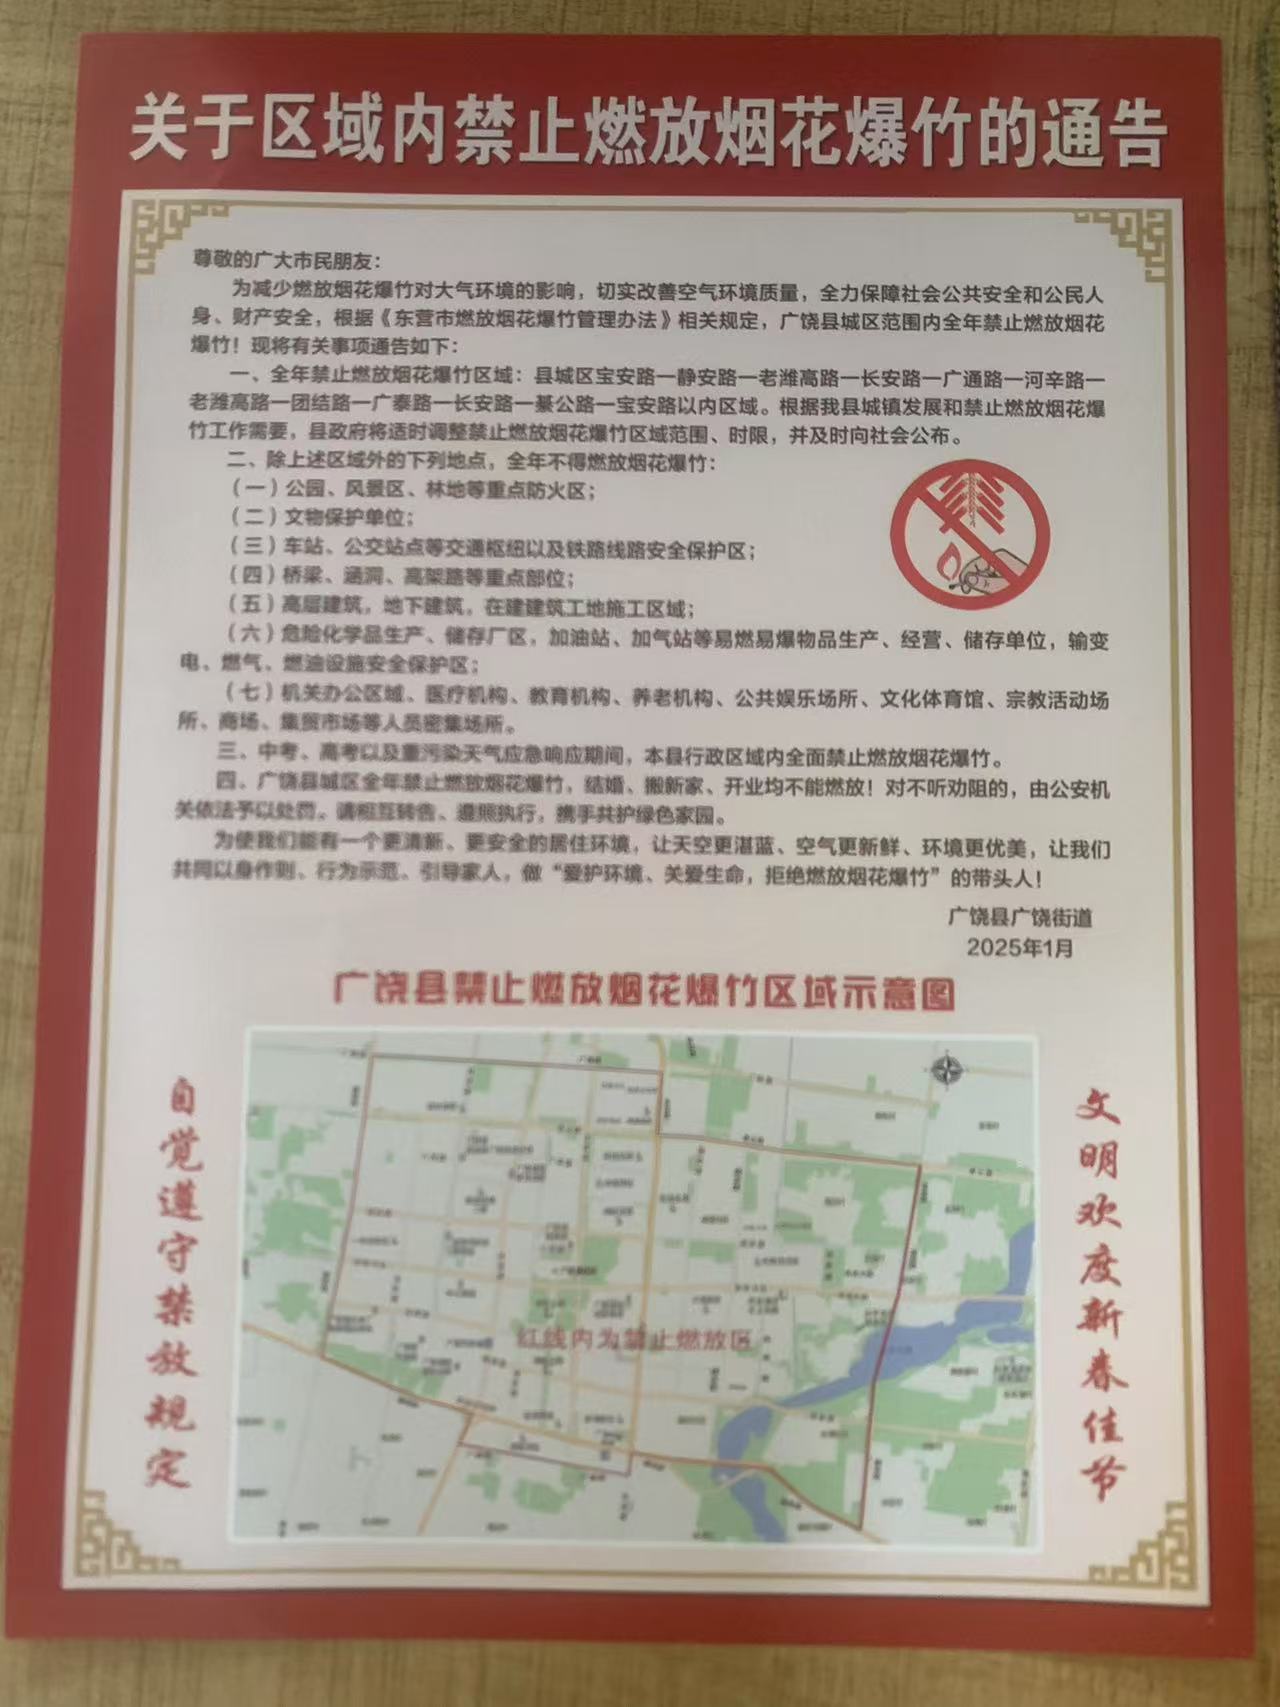 关于区域内禁止燃放烟花爆竹的通告
尊敬的广大市民朋友：
为减少燃放烟花爆竹对大气环境的影响，切实改善空气环境质量，全力保障社会公共安全和公民人
身、财产安全，根据《东营市燃放烟花爆竹管理办法》相关规定，广饶县城区范围内全年禁止燃放烟花
爆竹！现将有关事项通告如下：
一、全年禁止燃放烟花爆竹区域：县城区宝安路一静安路一老潍高路一长安路一广通路一河辛路一
老潍高路一团结路一广泰路一长安路一綦公路一宝安路以内区域。根据我县城镇发展和禁止燃放烟花爆
竹工作需要，县政府将适时调整禁止燃放烟花爆竹区域范围、时限，并及时向社会公布。
二、除上述区域外的下列地点，全年不得燃放烟花爆竹：
（一）公园、风景区、林地等重点防火区；
（二）文物保护单位；
（三）车站、公交站点等交通枢纽以及铁路线路安全保护区；
（四）桥梁、涵洞、高架路等重点部位；
（五）高层建筑，地下建筑，在建建筑工地施工区域；
（六）危险化学品生产、储存厂区，加油站、加气站等易燃易爆物品生产、经营、储存单位，输变
电、燃气、燃油设施安全保护区；
（七）机关办公区域、医疗机构、教育机构、养老机构、公共娱乐场所、文化体育馆、宗教活动场
所、商场、集贸市场等人员密集场所。
三、中考、高考以及重污染天气应急响应期间，本县行政区域内全面禁止燃放烟花爆竹。
四、广饶县城区全年禁止燃放烟花爆竹，结婚、搬新家、开业均不能燃放！对不听劝阻的，由公安机
关依法予以处罚。请相互转告、遵照执行，携手共护绿色家园。
为使我们能有一个更清新、更安全的居住环境，让天空更湛蓝、空气更新鲜、环境更优美，让我们
共同以身作则、行为示范、引导家人，做“爱护环境、关爱生命，拒绝燃放烟花爆竹”的带头人！
广饶县广饶街道
2025年1月
广饶县禁止燃放烟花爆竹区域示意图
自觉遵守禁放规定
红线内为禁止燃放区
文明欢度新春佳节